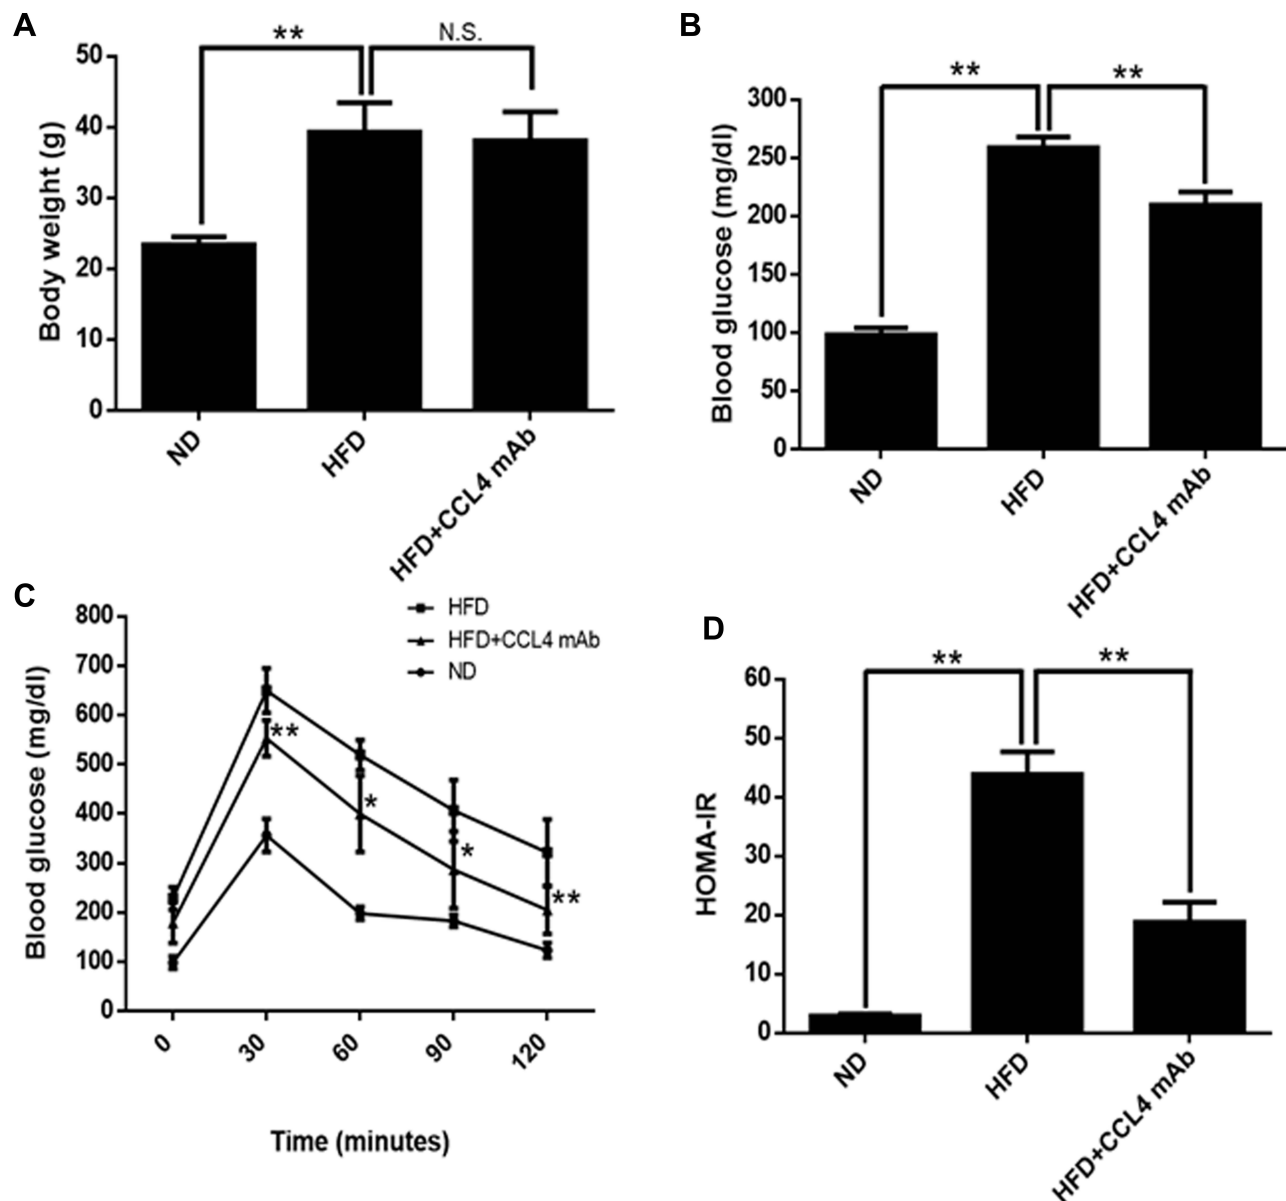 A
**
N.S.
50
40
30
20
10
0
Body weight (g)
ND
HFD
HFD+CCL4 mAb
B
**
**
300
250
200
150
100
50
0
Blood glucose (mg/dl)
ND
HFD
HFD+CCL4 mAb
C
HFD
HFD+CCL4 mAb
ND
800
700
600
500
400
300
200
100
0
Blood glucose (mg/dl)
**
*
*
**
0
30
60
90
120
Time (minutes)
D
**
**
60
50
40
30
20
10
0
HOMA-IR
ND
HFD
HFD+CCL4 mAb